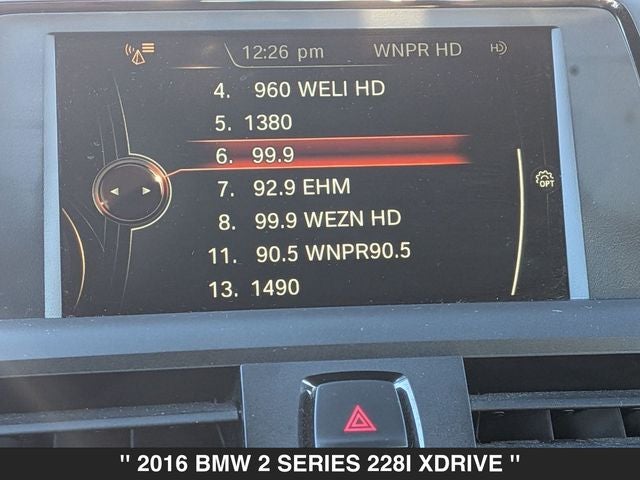 12:26 pm WNPR HD HD
4. 960 WELI HD
5. 1380
6. 99.9
7. 92.9 EHM
OPT
8. 99.9 WEZN HD
11. 90.5 WNPR90.5
13. 1490
" 2016 BMW 2 SERIES 228I XDRIVE "